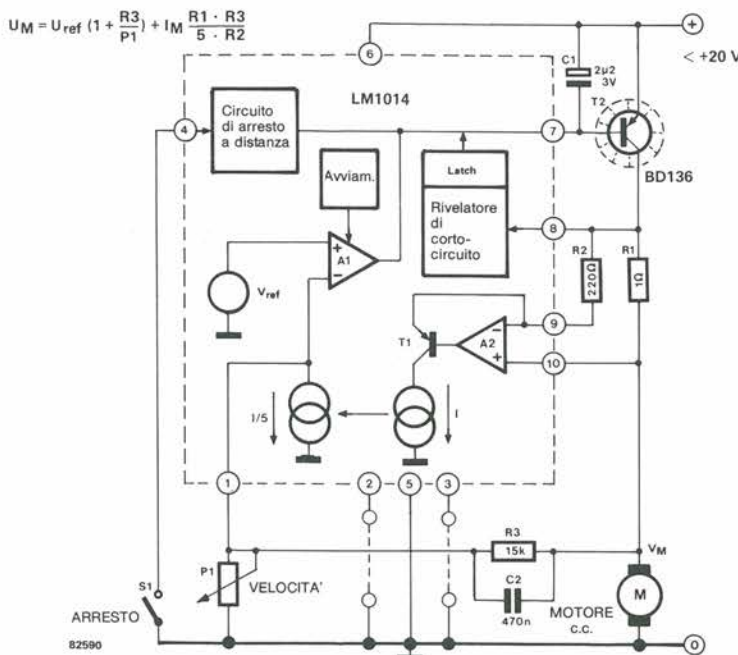 U_M = U_ref (1 + R3/P1) + I_M R1 · R3 / 5 · R2
6
+
C1
2µ2
3V
< +20 V
LM1014
T2
4
Circuito
di arresto
a distanza
7
BD136
Avviam.
Latch
Rivelatore
di
corto-
circuito
8
R2
220Ω
R1
1Ω
+
A1
−
V_ref
T1
−
A2
+
9
10
I/5
I
1
2
5
3
R3
15k
V_M
P1
VELOCITA'
C2
470n
M
S1
ARRESTO
MOTORE
C.C.
82590
0